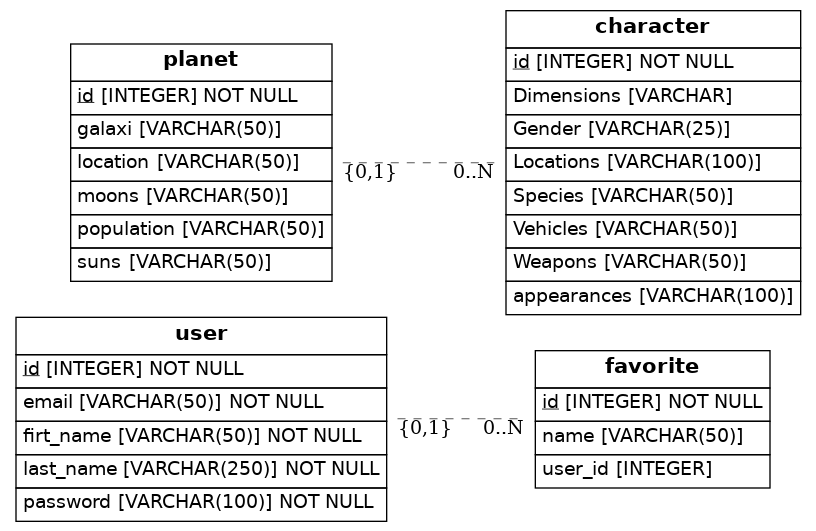 planet
id [INTEGER] NOT NULL
galaxi [VARCHAR(50)]
location [VARCHAR(50)]
moons [VARCHAR(50)]
population [VARCHAR(50)]
suns [VARCHAR(50)]
{0,1} 0..N
character
id [INTEGER] NOT NULL
Dimensions [VARCHAR]
Gender [VARCHAR(25)]
Locations [VARCHAR(100)]
Species [VARCHAR(50)]
Vehicles [VARCHAR(50)]
Weapons [VARCHAR(50)]
appearances [VARCHAR(100)]
user
id [INTEGER] NOT NULL
email [VARCHAR(50)] NOT NULL
firt_name [VARCHAR(50)] NOT NULL
last_name [VARCHAR(250)] NOT NULL
password [VARCHAR(100)] NOT NULL
{0,1} 0..N
favorite
id [INTEGER] NOT NULL
name [VARCHAR(50)]
user_id [INTEGER]